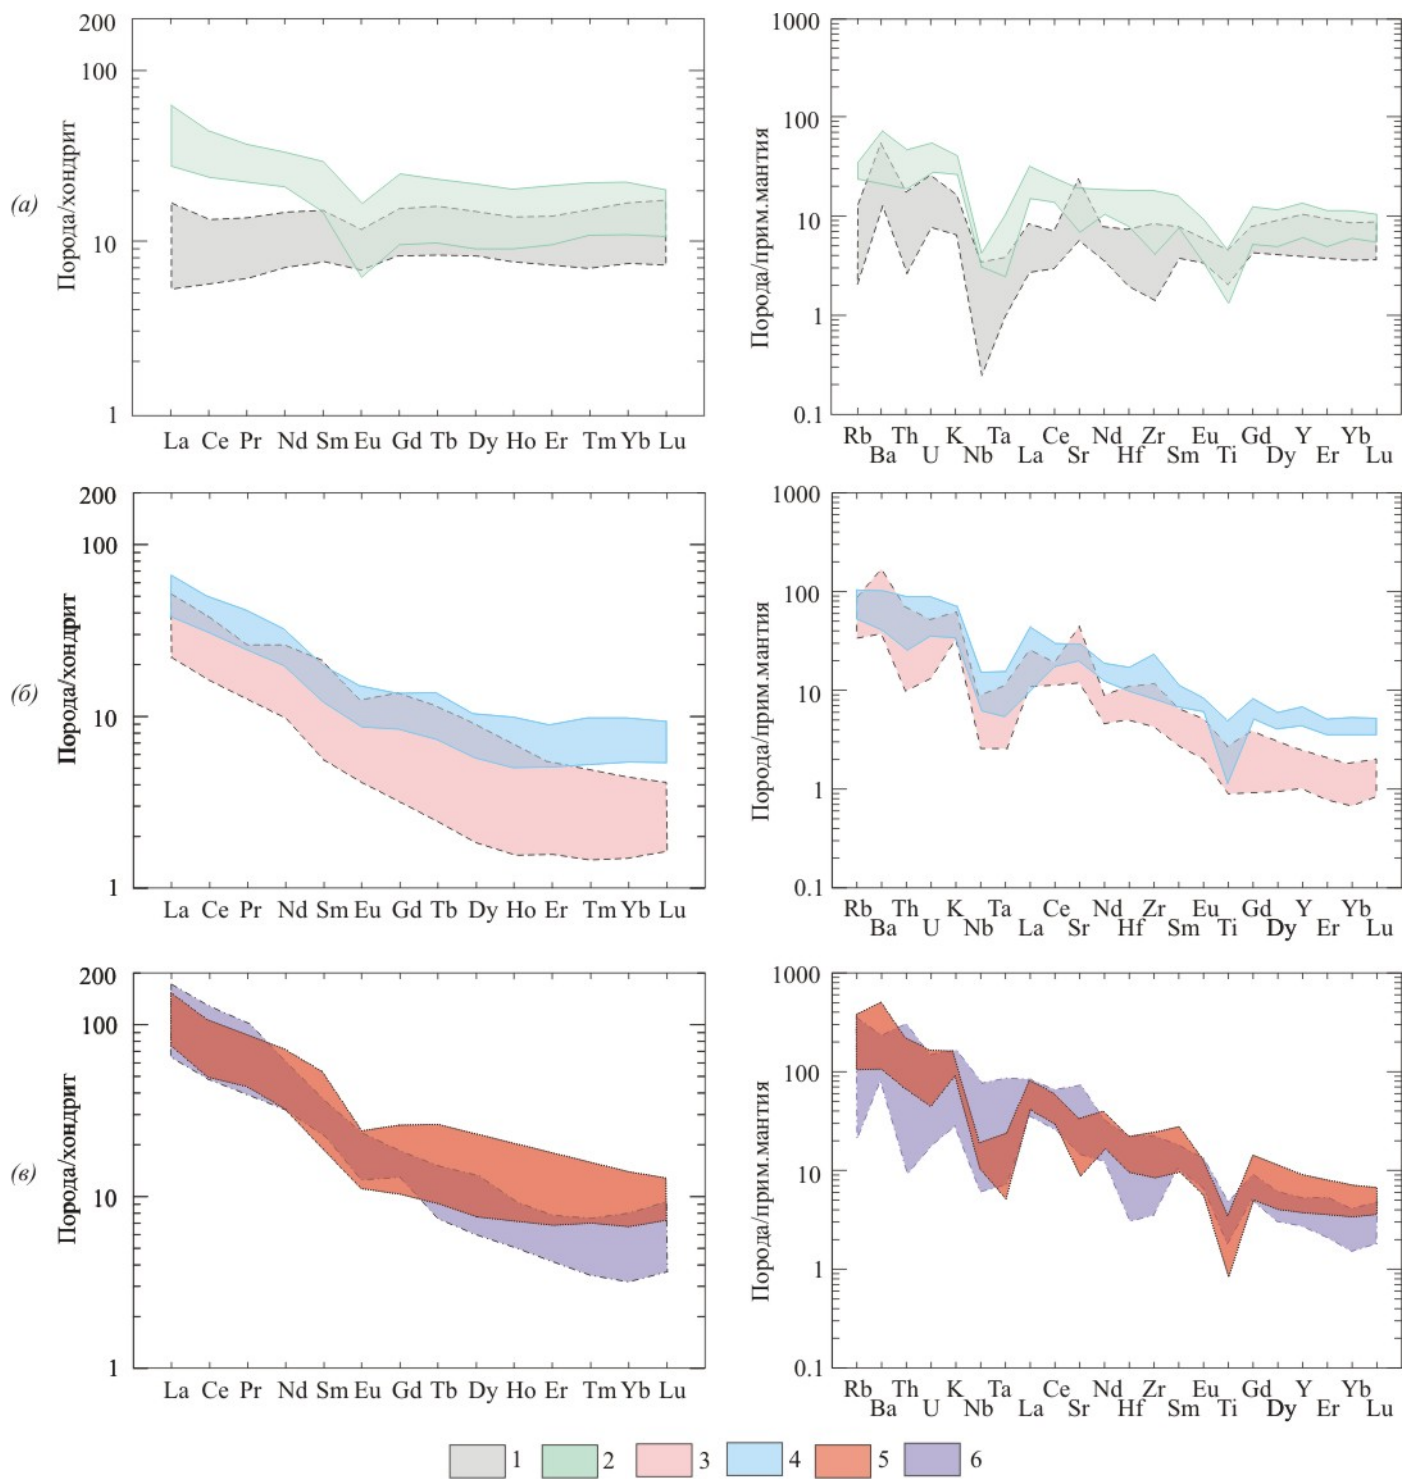 (а)
Порода/хондрит
200
100
10
1
La Ce Pr Nd Sm Eu Gd Tb Dy Ho Er Tm Yb Lu
Порода/прим.мантия
1000
100
10
1
0.1
Rb Th K Ta Ce Nd Zr Eu Gd Y Yb
Ba U Nb La Sr Hf Sm Ti Dy Er Lu
(б)
Порода/хондрит
200
100
10
1
La Ce Pr Nd Sm Eu Gd Tb Dy Ho Er Tm Yb Lu
Порода/прим.мантия
1000
100
10
1
0.1
Rb Th K Ta Ce Nd Zr Eu Gd Y Yb
Ba U Nb La Sr Hf Sm Ti Dy Er Lu
(в)
Порода/хондрит
200
100
10
1
La Ce Pr Nd Sm Eu Gd Tb Dy Ho Er Tm Yb Lu
Порода/прим.мантия
1000
100
10
1
0.1
Rb Th K Ta Ce Nd Zr Eu Gd Y Yb
Ba U Nb La Sr Hf Sm Ti Dy Er Lu
1 2 3 4 5 6